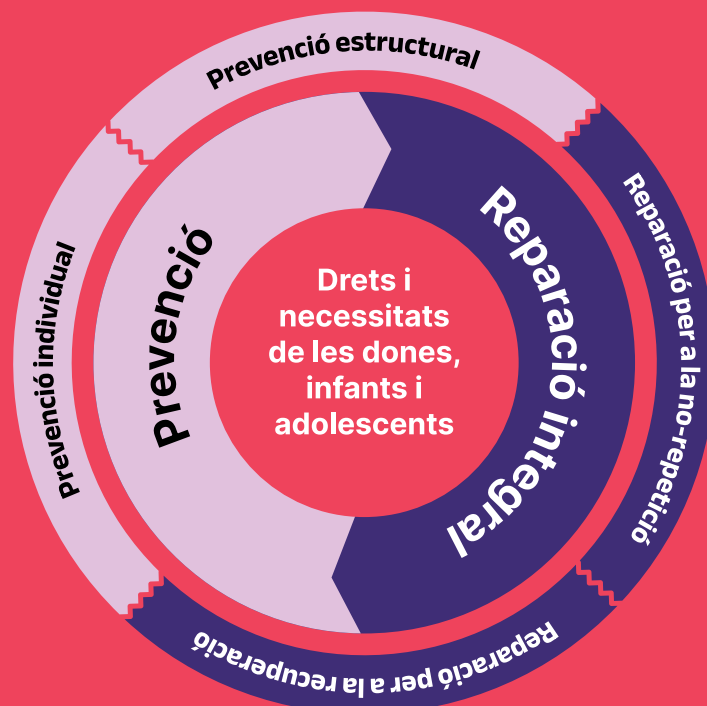 Prevenció estructural
Prevenció individual
Prevenció
Drets i
necessitats
de les dones,
infants i
adolescents
Reparació integral
Reparació per a la no-repetició
Reparació per a la recuperació